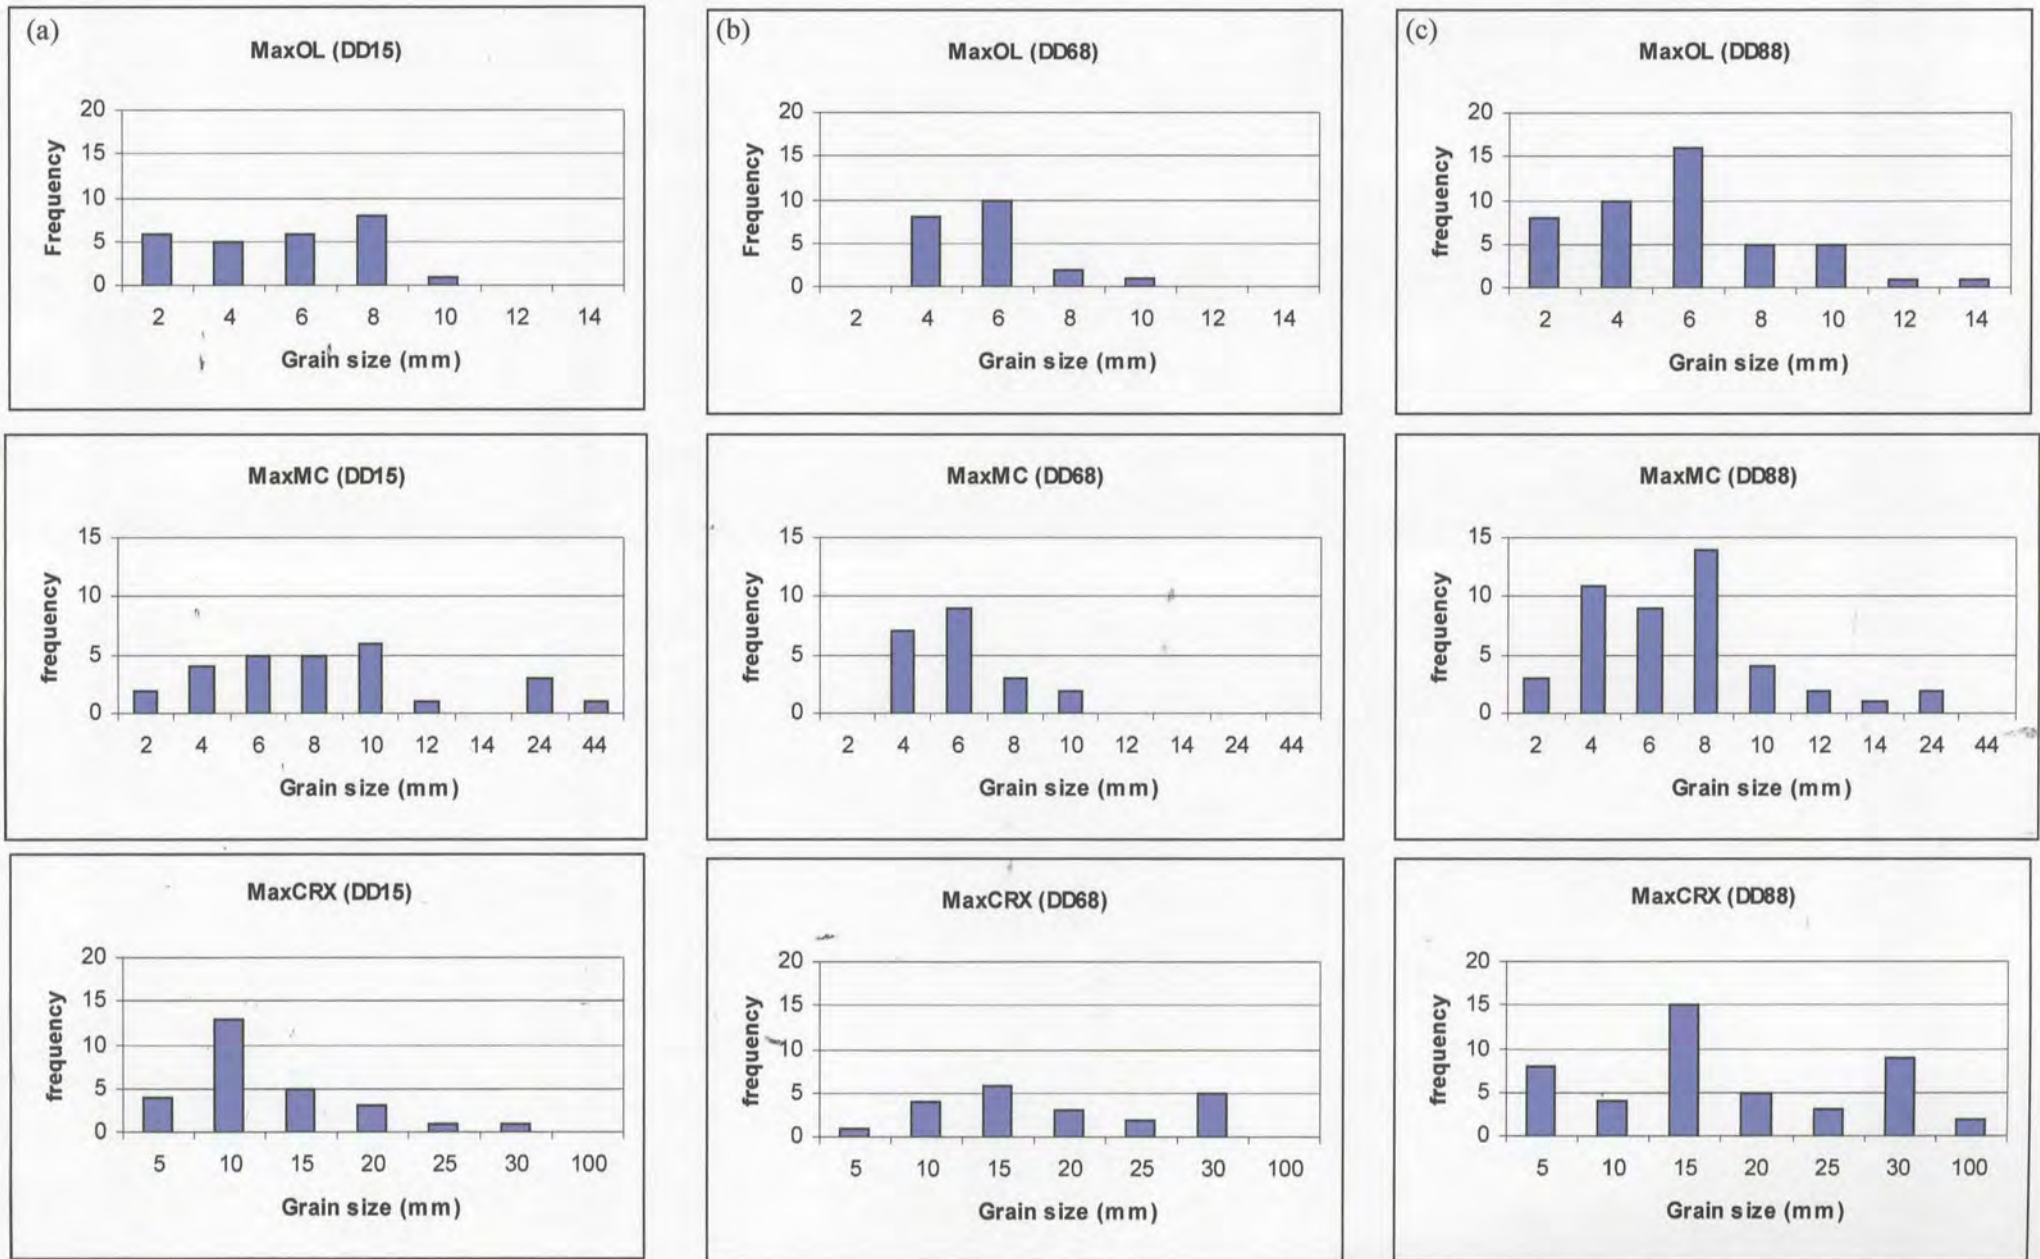 (a)
MaxOL (DD15)
Frequency
20
15
10
5
0
2 4 6 8 10 12 14
Grain size (mm)
(b)
MaxOL (DD68)
Frequency
20
15
10
5
0
2 4 6 8 10 12 14
Grain size (mm)
(c)
MaxOL (DD88)
frequency
20
15
10
5
0
2 4 6 8 10 12 14
Grain size (mm)
MaxMC (DD15)
frequency
15
10
5
0
2 4 6 8 10 12 14 24 44
Grain size (mm)
MaxMC (DD68)
frequency
15
10
5
0
2 4 6 8 10 12 14 24 44
Grain size (mm)
MaxMC (DD88)
frequency
15
10
5
0
2 4 6 8 10 12 14 24 44
Grain size (mm)
MaxCRX (DD15)
frequency
20
15
10
5
0
5 10 15 20 25 30 100
Grain size (mm)
MaxCRX (DD68)
frequency
20
15
10
5
0
5 10 15 20 25 30 100
Grain size (mm)
MaxCRX (DD88)
frequency
20
15
10
5
0
5 10 15 20 25 30 100
Grain size (mm)